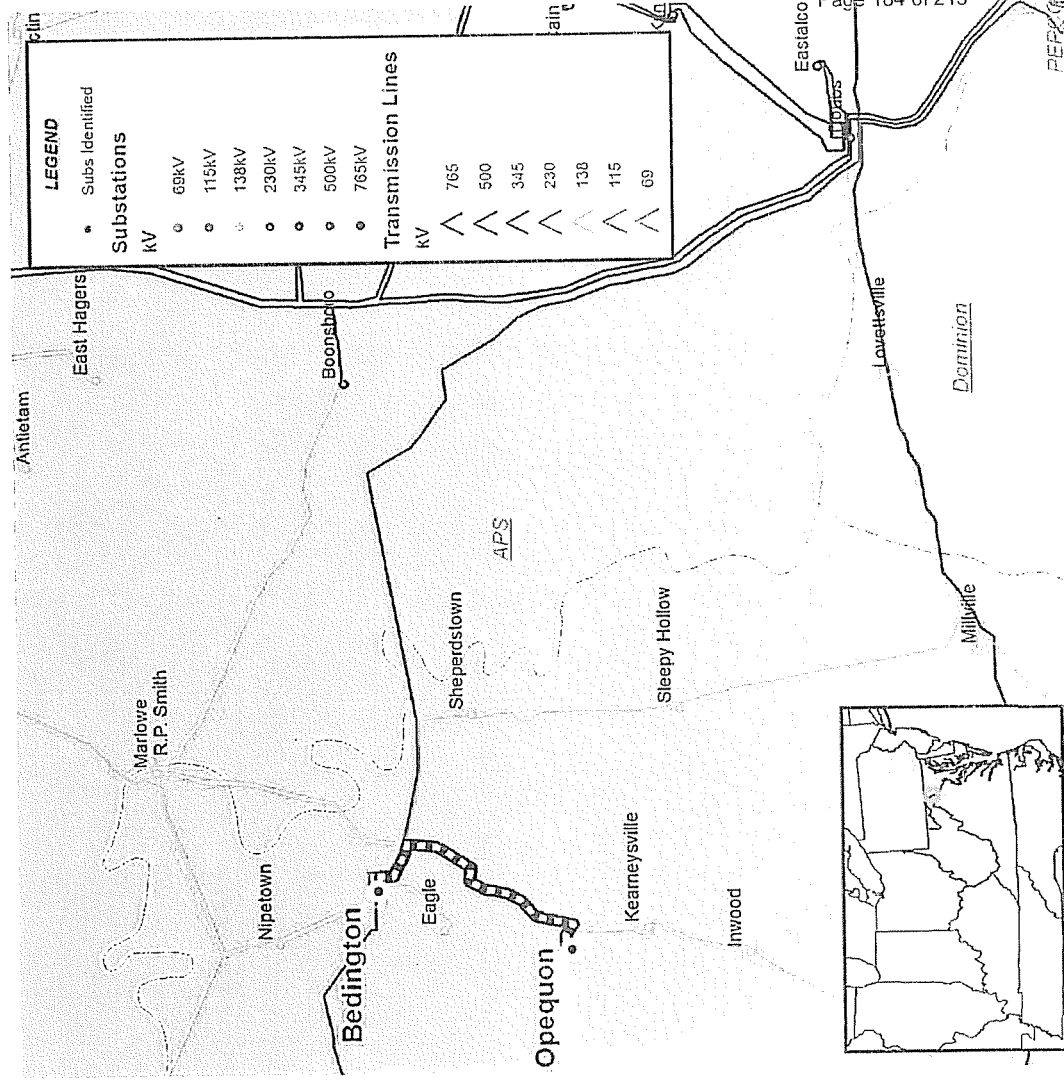 Page 184 of 215
LEGEND
Subs Identified
Substations
kV
69kV
115kV
138kV
230kV
345kV
500kV
765kV
Transmission Lines
kV
765
500
345
230
138
115
69
Antietam
East Hagers
Boonsboro
Eastalco
Marlowe
R.P. Smith
Nipetown
Bedington
Eagle
Opequon
Kearneysville
Inwood
Sheperdstown
Sleepy Hollow
APS
Millville
Lovettsville
Dominion